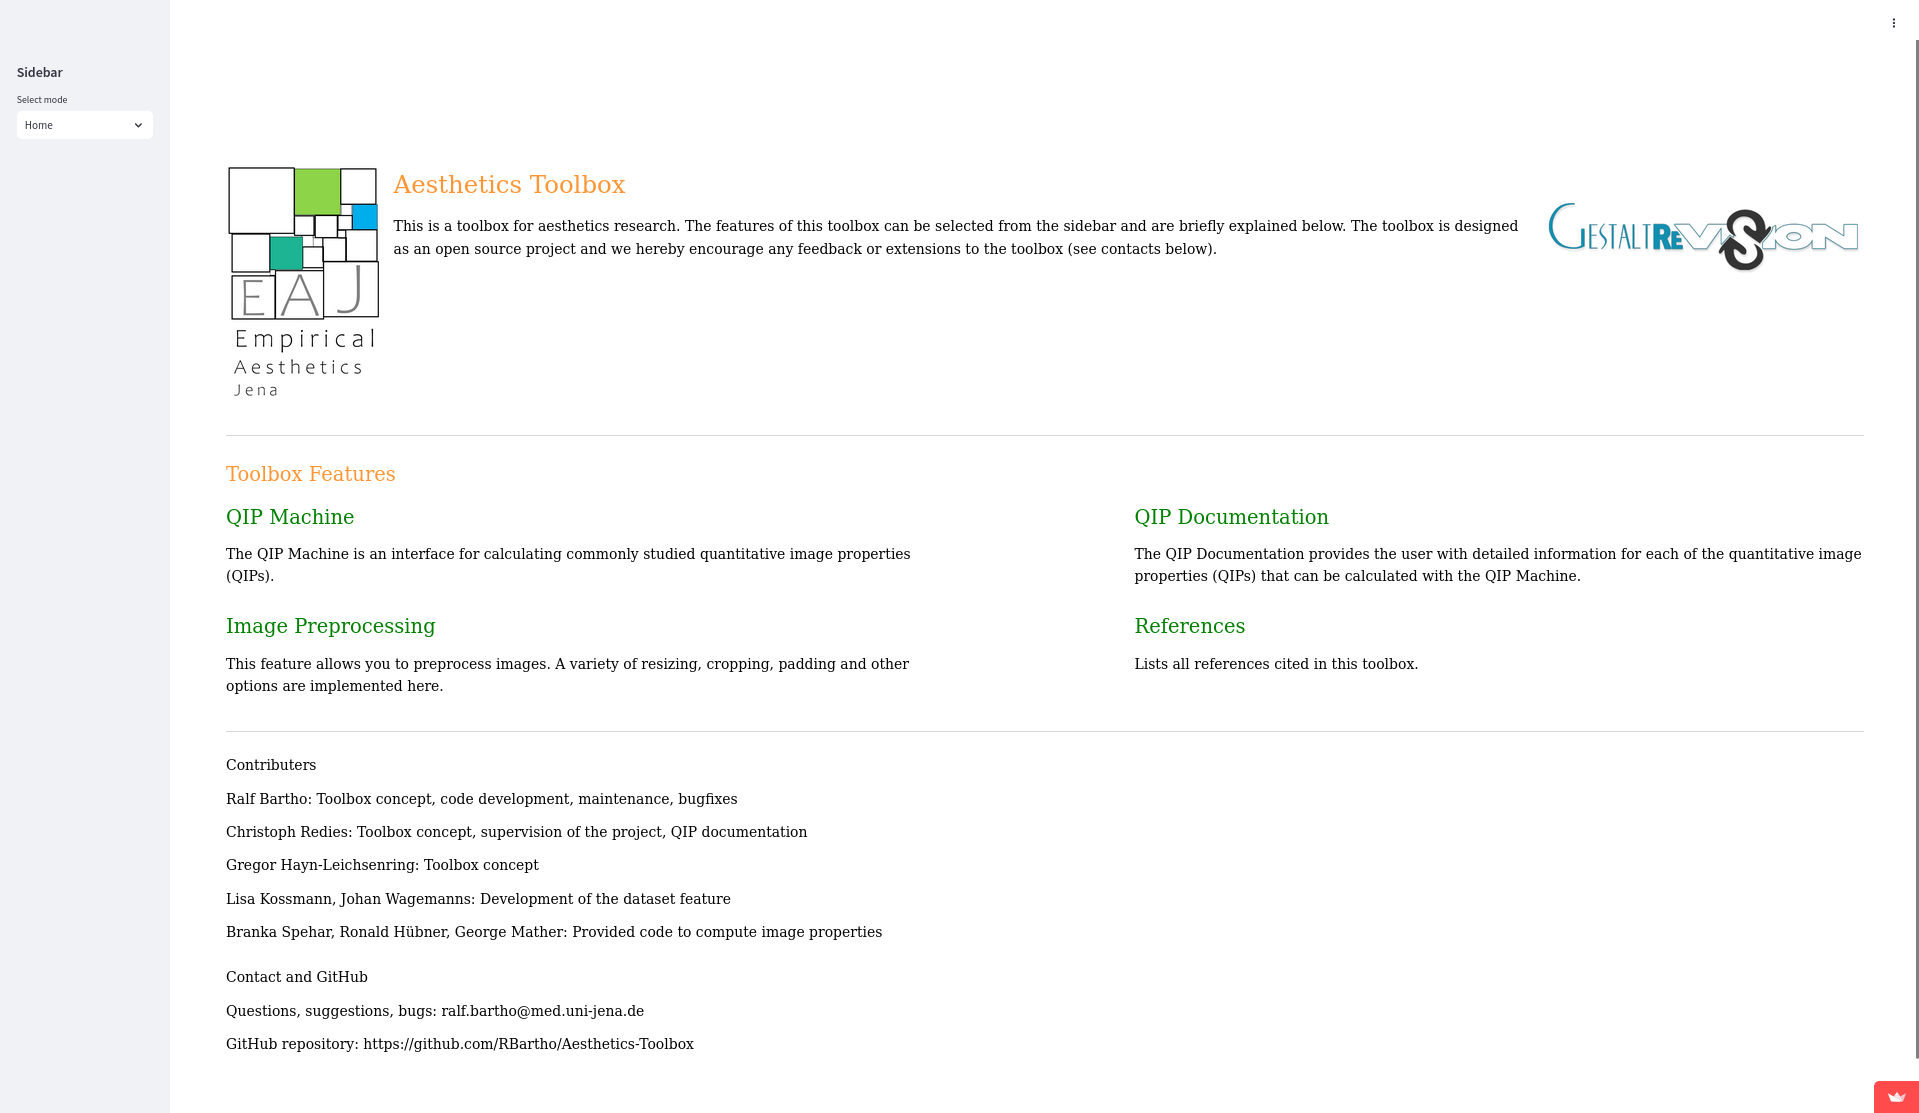 Sidebar
Select mode
Home
E A J
Empirical
Aesthetics
Jena
Aesthetics Toolbox
This is a toolbox for aesthetics research. The features of this toolbox can be selected from the sidebar and are briefly explained below. The toolbox is designed
as an open source project and we hereby encourage any feedback or extensions to the toolbox (see contacts below).
GESTALTREVISION
Toolbox Features
QIP Machine
The QIP Machine is an interface for calculating commonly studied quantitative image properties
(QIPs).
QIP Documentation
The QIP Documentation provides the user with detailed information for each of the quantitative image
properties (QIPs) that can be calculated with the QIP Machine.
Image Preprocessing
This feature allows you to preprocess images. A variety of resizing, cropping, padding and other
options are implemented here.
References
Lists all references cited in this toolbox.
Contributers
Ralf Bartho: Toolbox concept, code development, maintenance, bugfixes
Christoph Redies: Toolbox concept, supervision of the project, QIP documentation
Gregor Hayn-Leichsenring: Toolbox concept
Lisa Kossmann, Johan Wagemanns: Development of the dataset feature
Branka Spehar, Ronald Hübner, George Mather: Provided code to compute image properties
Contact and GitHub
Questions, suggestions, bugs: ralf.bartho@med.uni-jena.de
GitHub repository: https://github.com/RBartho/Aesthetics-Toolbox